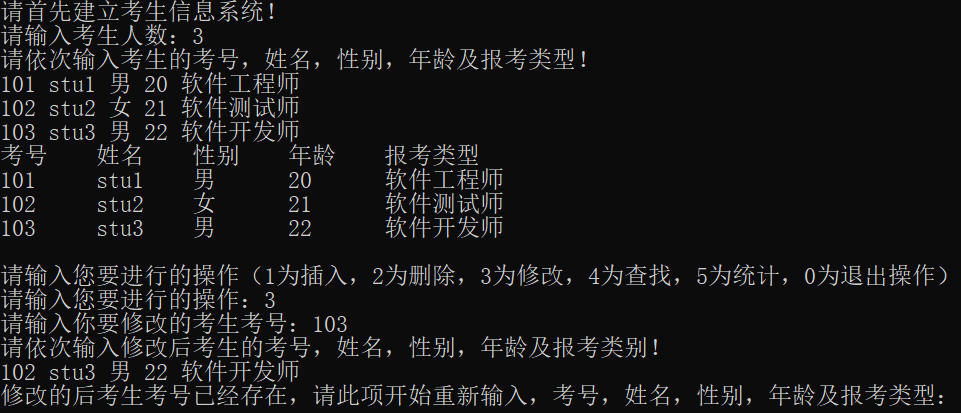 请首先建立考生信息系统！
请输入考生人数：3
请依次输入考生的考号，姓名，性别，年龄及报考类型！
101 stu1 男 20 软件工程师
102 stu2 女 21 软件测试师
103 stu3 男 22 软件开发师
考号 姓名 性别 年龄 报考类型
101 stu1 男 20 软件工程师
102 stu2 女 21 软件测试师
103 stu3 男 22 软件开发师
请输入您要进行的操作（1为插入，2为删除，3为修改，4为查找，5为统计，0为退出操作）
请输入您要进行的操作：3
请输入你要修改的考生考号：103
请依次输入修改后考生的考号，姓名，性别，年龄及报考类别！
102 stu3 男 22 软件开发师
修改的后考生考号已经存在，请此项开始重新输入，考号，姓名，性别，年龄及报考类型：